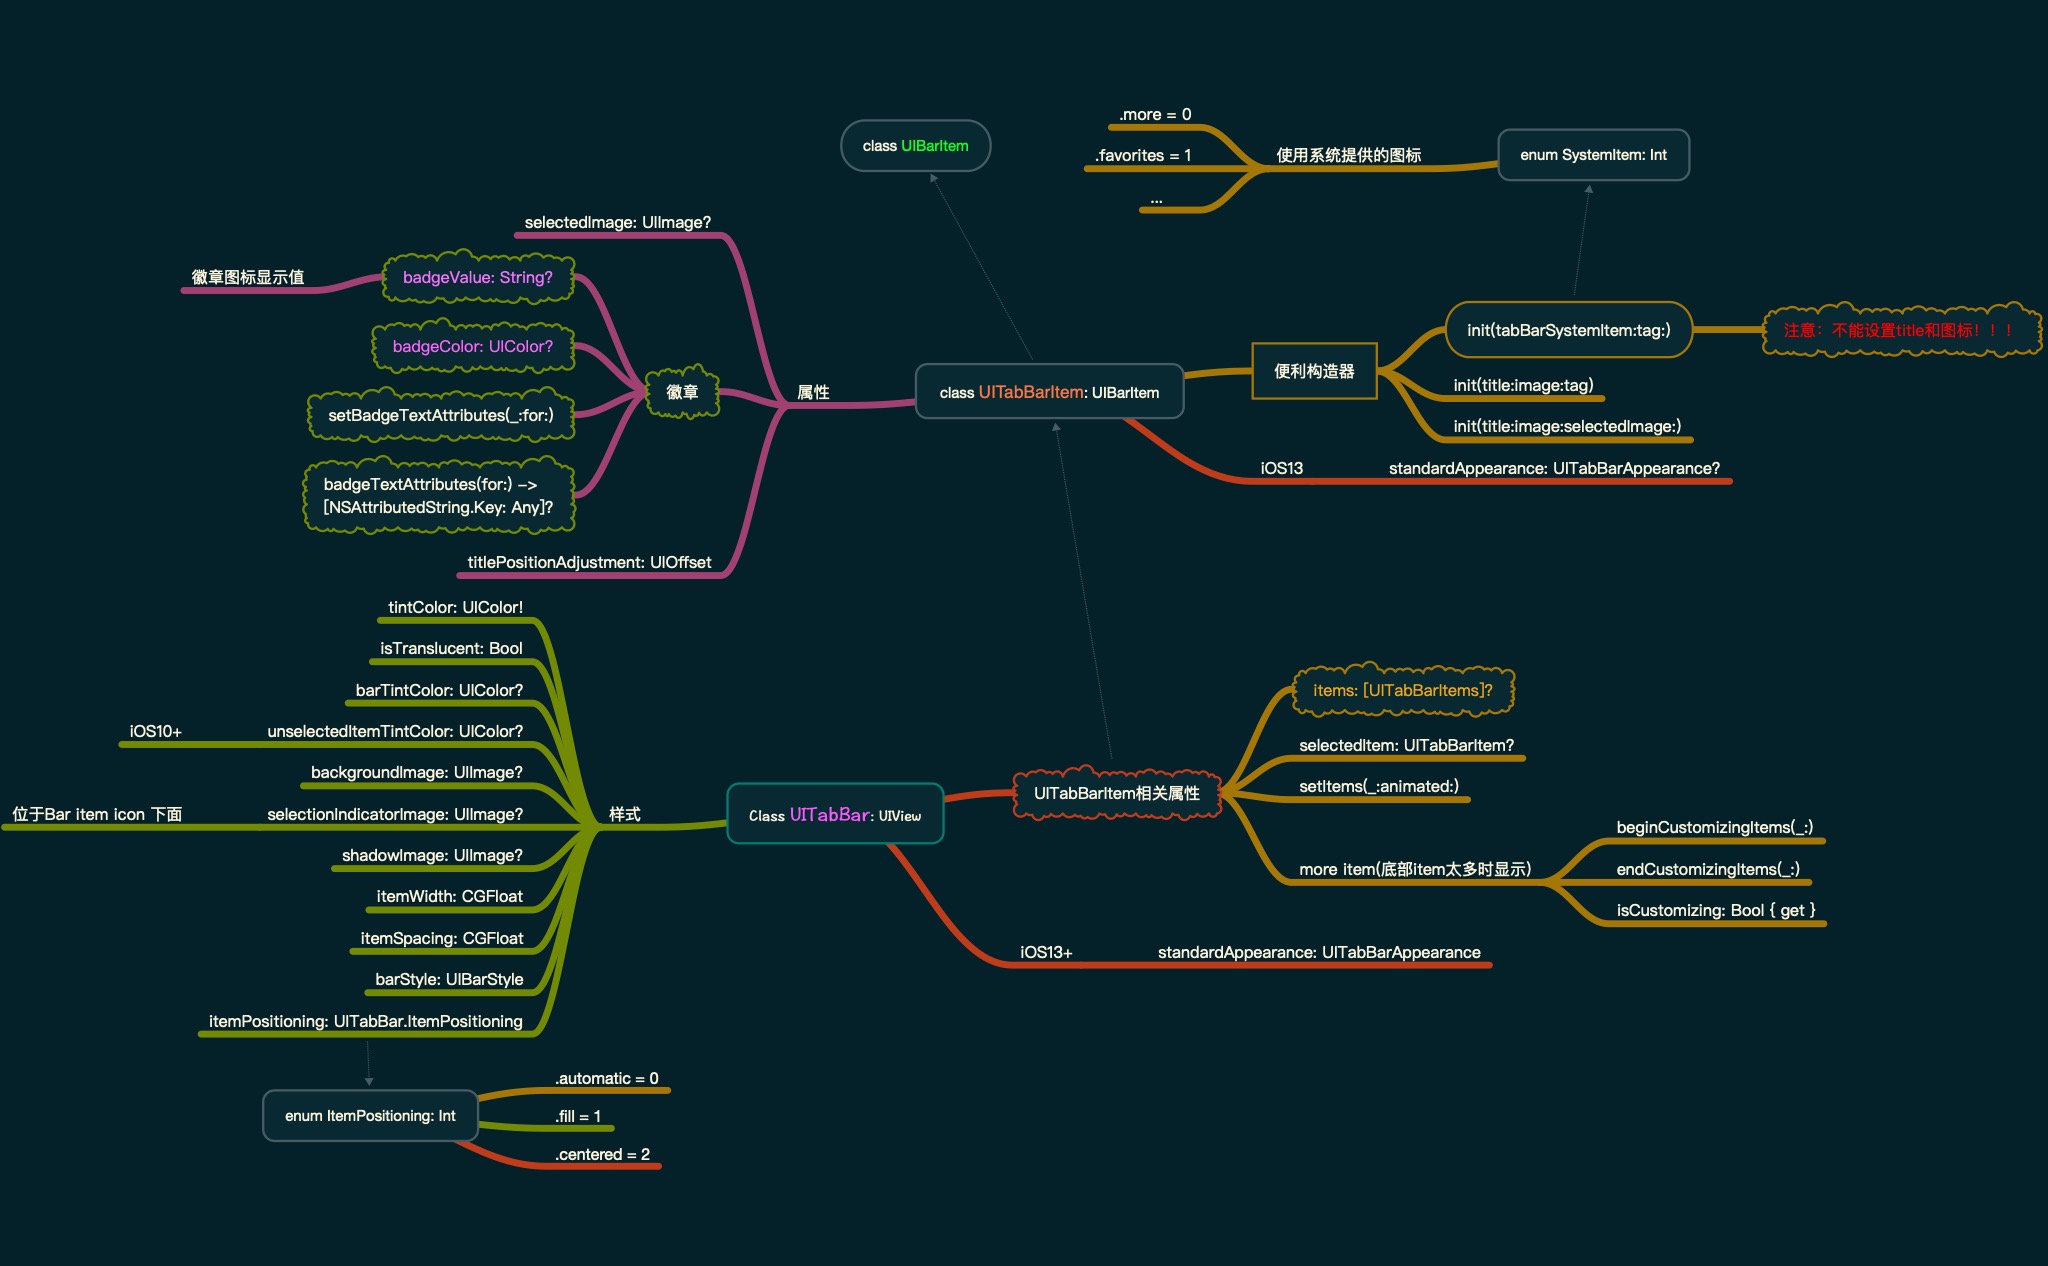 class UIBarItem
.more = 0
.favorites = 1
...
使用系统提供的图标
enum SystemItem: Int
selectedImage: UIImage?
徽章图标显示值
badgeValue: String?
badgeColor: UIColor?
setBadgeTextAttributes(_:for:)
badgeTextAttributes(for:) ->
[NSAttributedString.Key: Any]?
徽章
titlePositionAdjustment: UIOffset
属性
class UITabBarItem: UIBarItem
便利构造器
init(tabBarSystemItem:tag:)
注意：不能设置title和图标！！！
init(title:image:tag)
init(title:image:selectedImage:)
iOS13
standardAppearance: UITabBarAppearance?
tintColor: UIColor!
isTranslucent: Bool
barTintColor: UIColor?
iOS10+
unselectedItemTintColor: UIColor?
backgroundImage: UIImage?
位于Bar item icon 下面
selectionIndicatorImage: UIImage?
shadowImage: UIImage?
itemWidth: CGFloat
itemSpacing: CGFloat
barStyle: UIBarStyle
itemPositioning: UITabBar.ItemPositioning
样式
Class UITabBar: UIView
UITabBarItem相关属性
items: [UITabBarItems]?
selectedItem: UITabBarItem?
setItems(_:animated:)
more item(底部item太多时显示)
beginCustomizingItems(_:)
endCustomizingItems(_:)
isCustomizing: Bool { get }
iOS13+
standardAppearance: UITabBarAppearance
enum ItemPositioning: Int
.automatic = 0
.fill = 1
.centered = 2